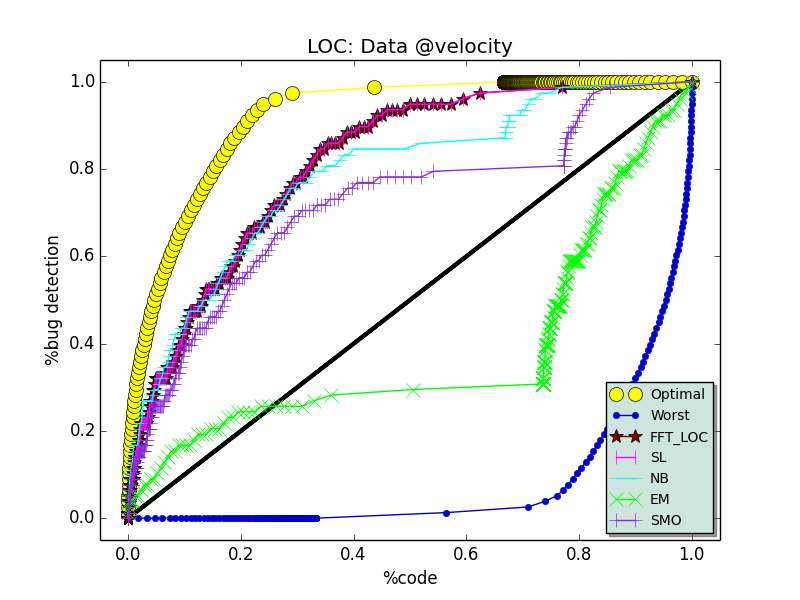 LOC: Data @velocity
1.0
0.8
0.6
0.4
0.2
0.0
%bug detection
Optimal
Worst
FFT_LOC
SL
NB
EM
SMO
0.0 0.2 0.4 0.6 0.8 1.0
%code